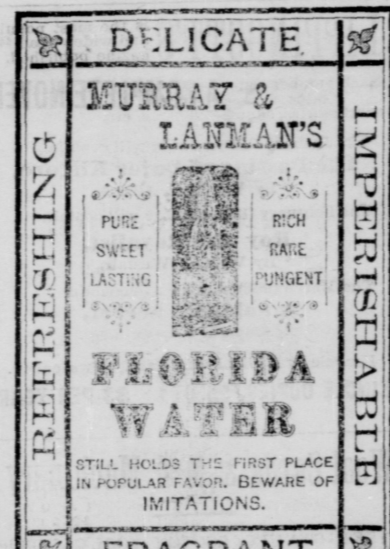 DELICATE
REFRESHING
MURRAY &
LANMAN'S
PURE
SWEET
LASTING
RICH
RARE
PUNGENT
FLORIDA
WATER
STILL HOLDS THE FIRST PLACE
IN POPULAR FAVOR. BEWARE OF
IMITATIONS.
IMPERISHABLE
FRAGRANT